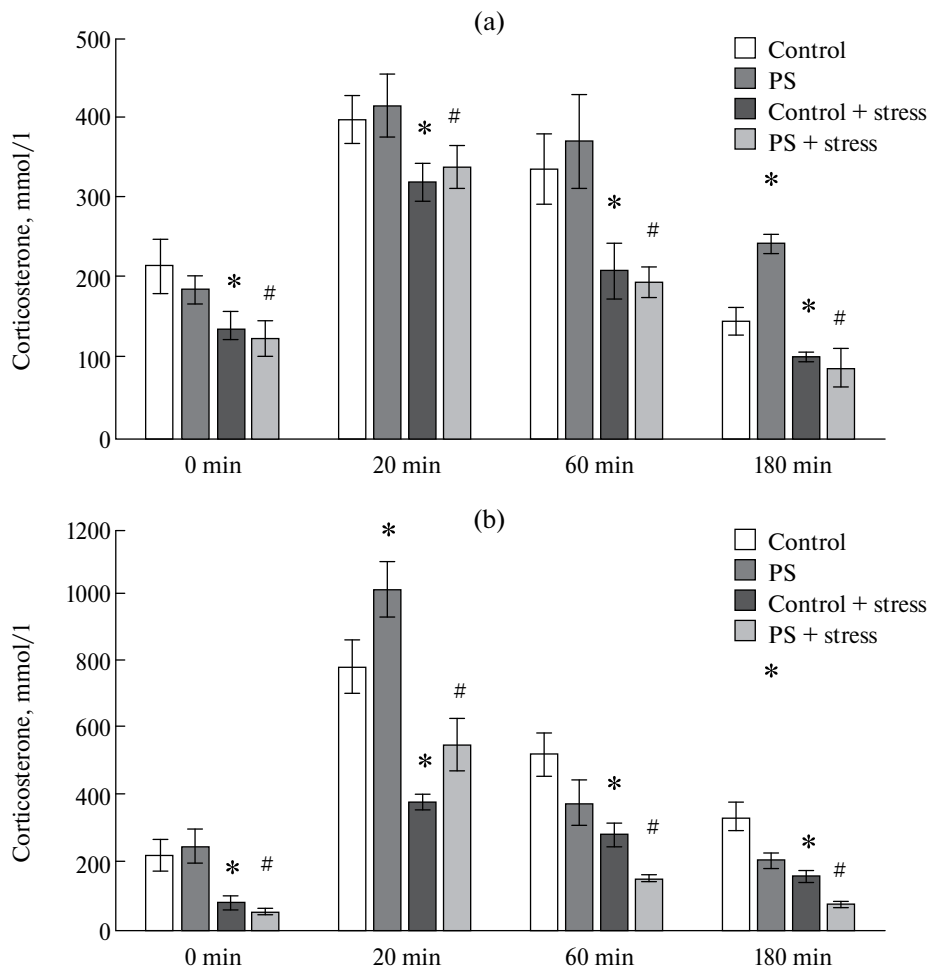 (a)
Corticosterone, mmol/1
500
400
300
200
100
0
Control
PS
Control + stress
PS + stress
*
#
*
#
*
#
*
*
#
0 min
20 min
60 min
180 min
(b)
Corticosterone, mmol/1
1200
1000
800
600
400
200
0
Control
PS
Control + stress
PS + stress
*
#
*
*
#
*
#
*
*
#
0 min
20 min
60 min
180 min